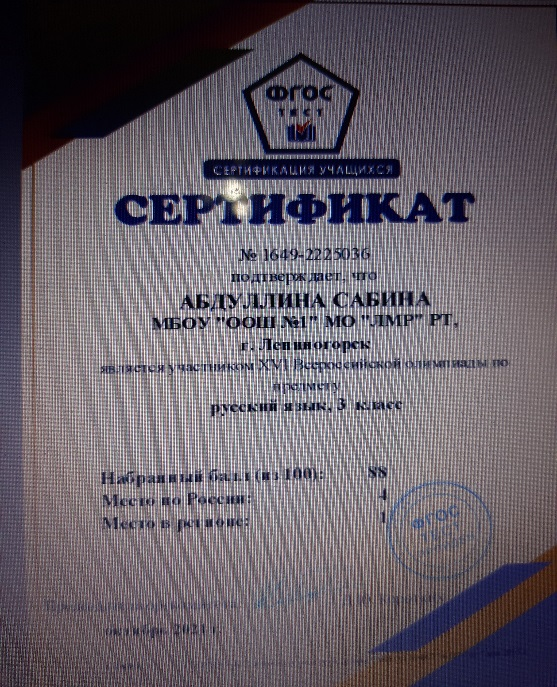 ФГОС
ТЕСТ
СЕРТИФИКАЦИЯ УЧАЩИХСЯ
СЕРТИФИКАТ
№ 1649-2225036
подтверждает, что
АБДУЛЛИНА САБИНА
МБОУ "ООШ №1" МО "ЛМР" РТ,
г. Лениногорск
является участником XVI Всероссийской олимпиады по
предмету
русский язык, 3 класс
Набранный балл (из 100): 88
Место по России: 4
Место в регионе: 1
ФГОС
ТЕСТ
октябрь 2021 г.